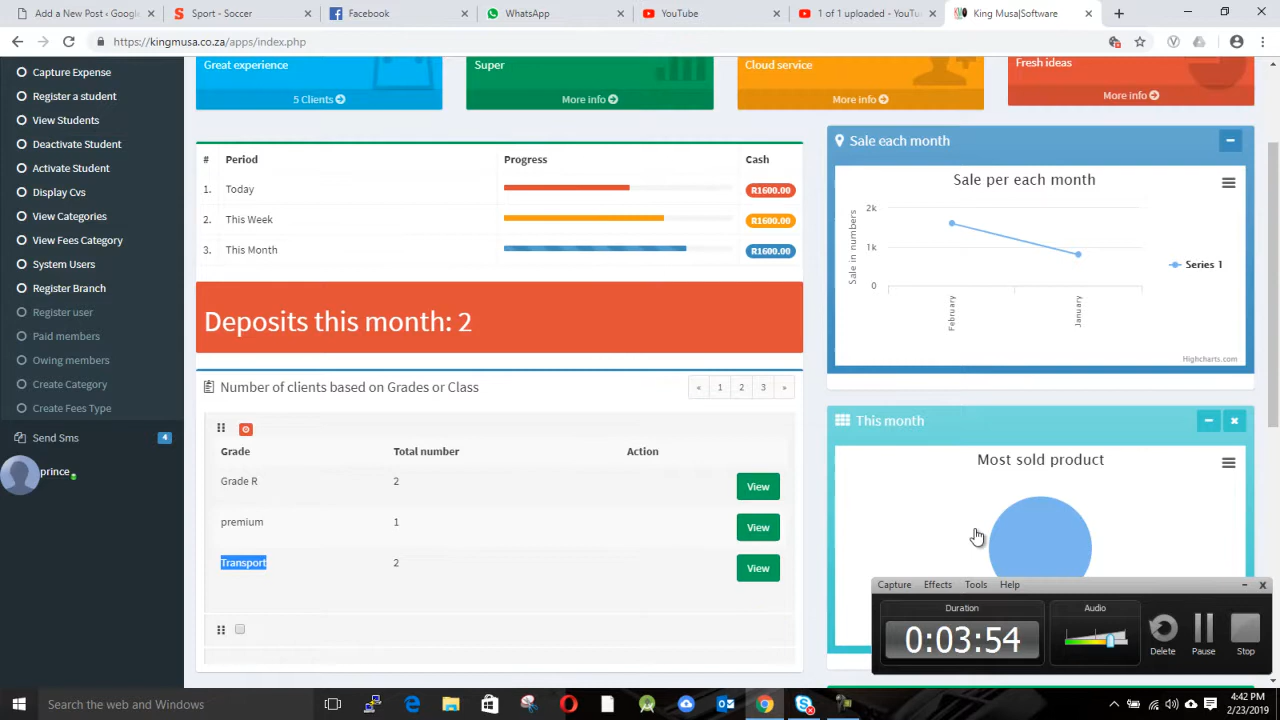 Add a New Post - Google
Sport - Series
Facebook
WhatsApp
YouTube
1 of 1 uploaded - YouTu
King Musa|Software
https://kingmusa.co.za/apps/index.php
Great experience
Super
Cloud service
Fresh ideas
5 Clients
More info
More info
More info
Capture Expense
Register a student
View Students
Deactivate Student
Activate Student
Display Cvs
View Categories
View Fees Category
System Users
Register Branch
Register user
Paid members
Owing members
Create Category
Create Fees Type
Send Sms 4
prince
# Period Progress Cash
1. Today R1600.00
2. This Week R1600.00
3. This Month R1600.00
Deposits this month: 2
Number of clients based on Grades or Class
« 1 2 3 »
Grade Total number Action
Grade R 2 View
premium 1 View
Transport 2 View
Sale each month
Sale per each month
Sale in numbers
2k
1k
0
February
January
Series 1
Highcharts.com
This month
Most sold product
Capture Effects Tools Help
Duration
0:03:54
Audio
Delete
Pause
Stop
Search the web and Windows
4:42 PM
2/23/2019